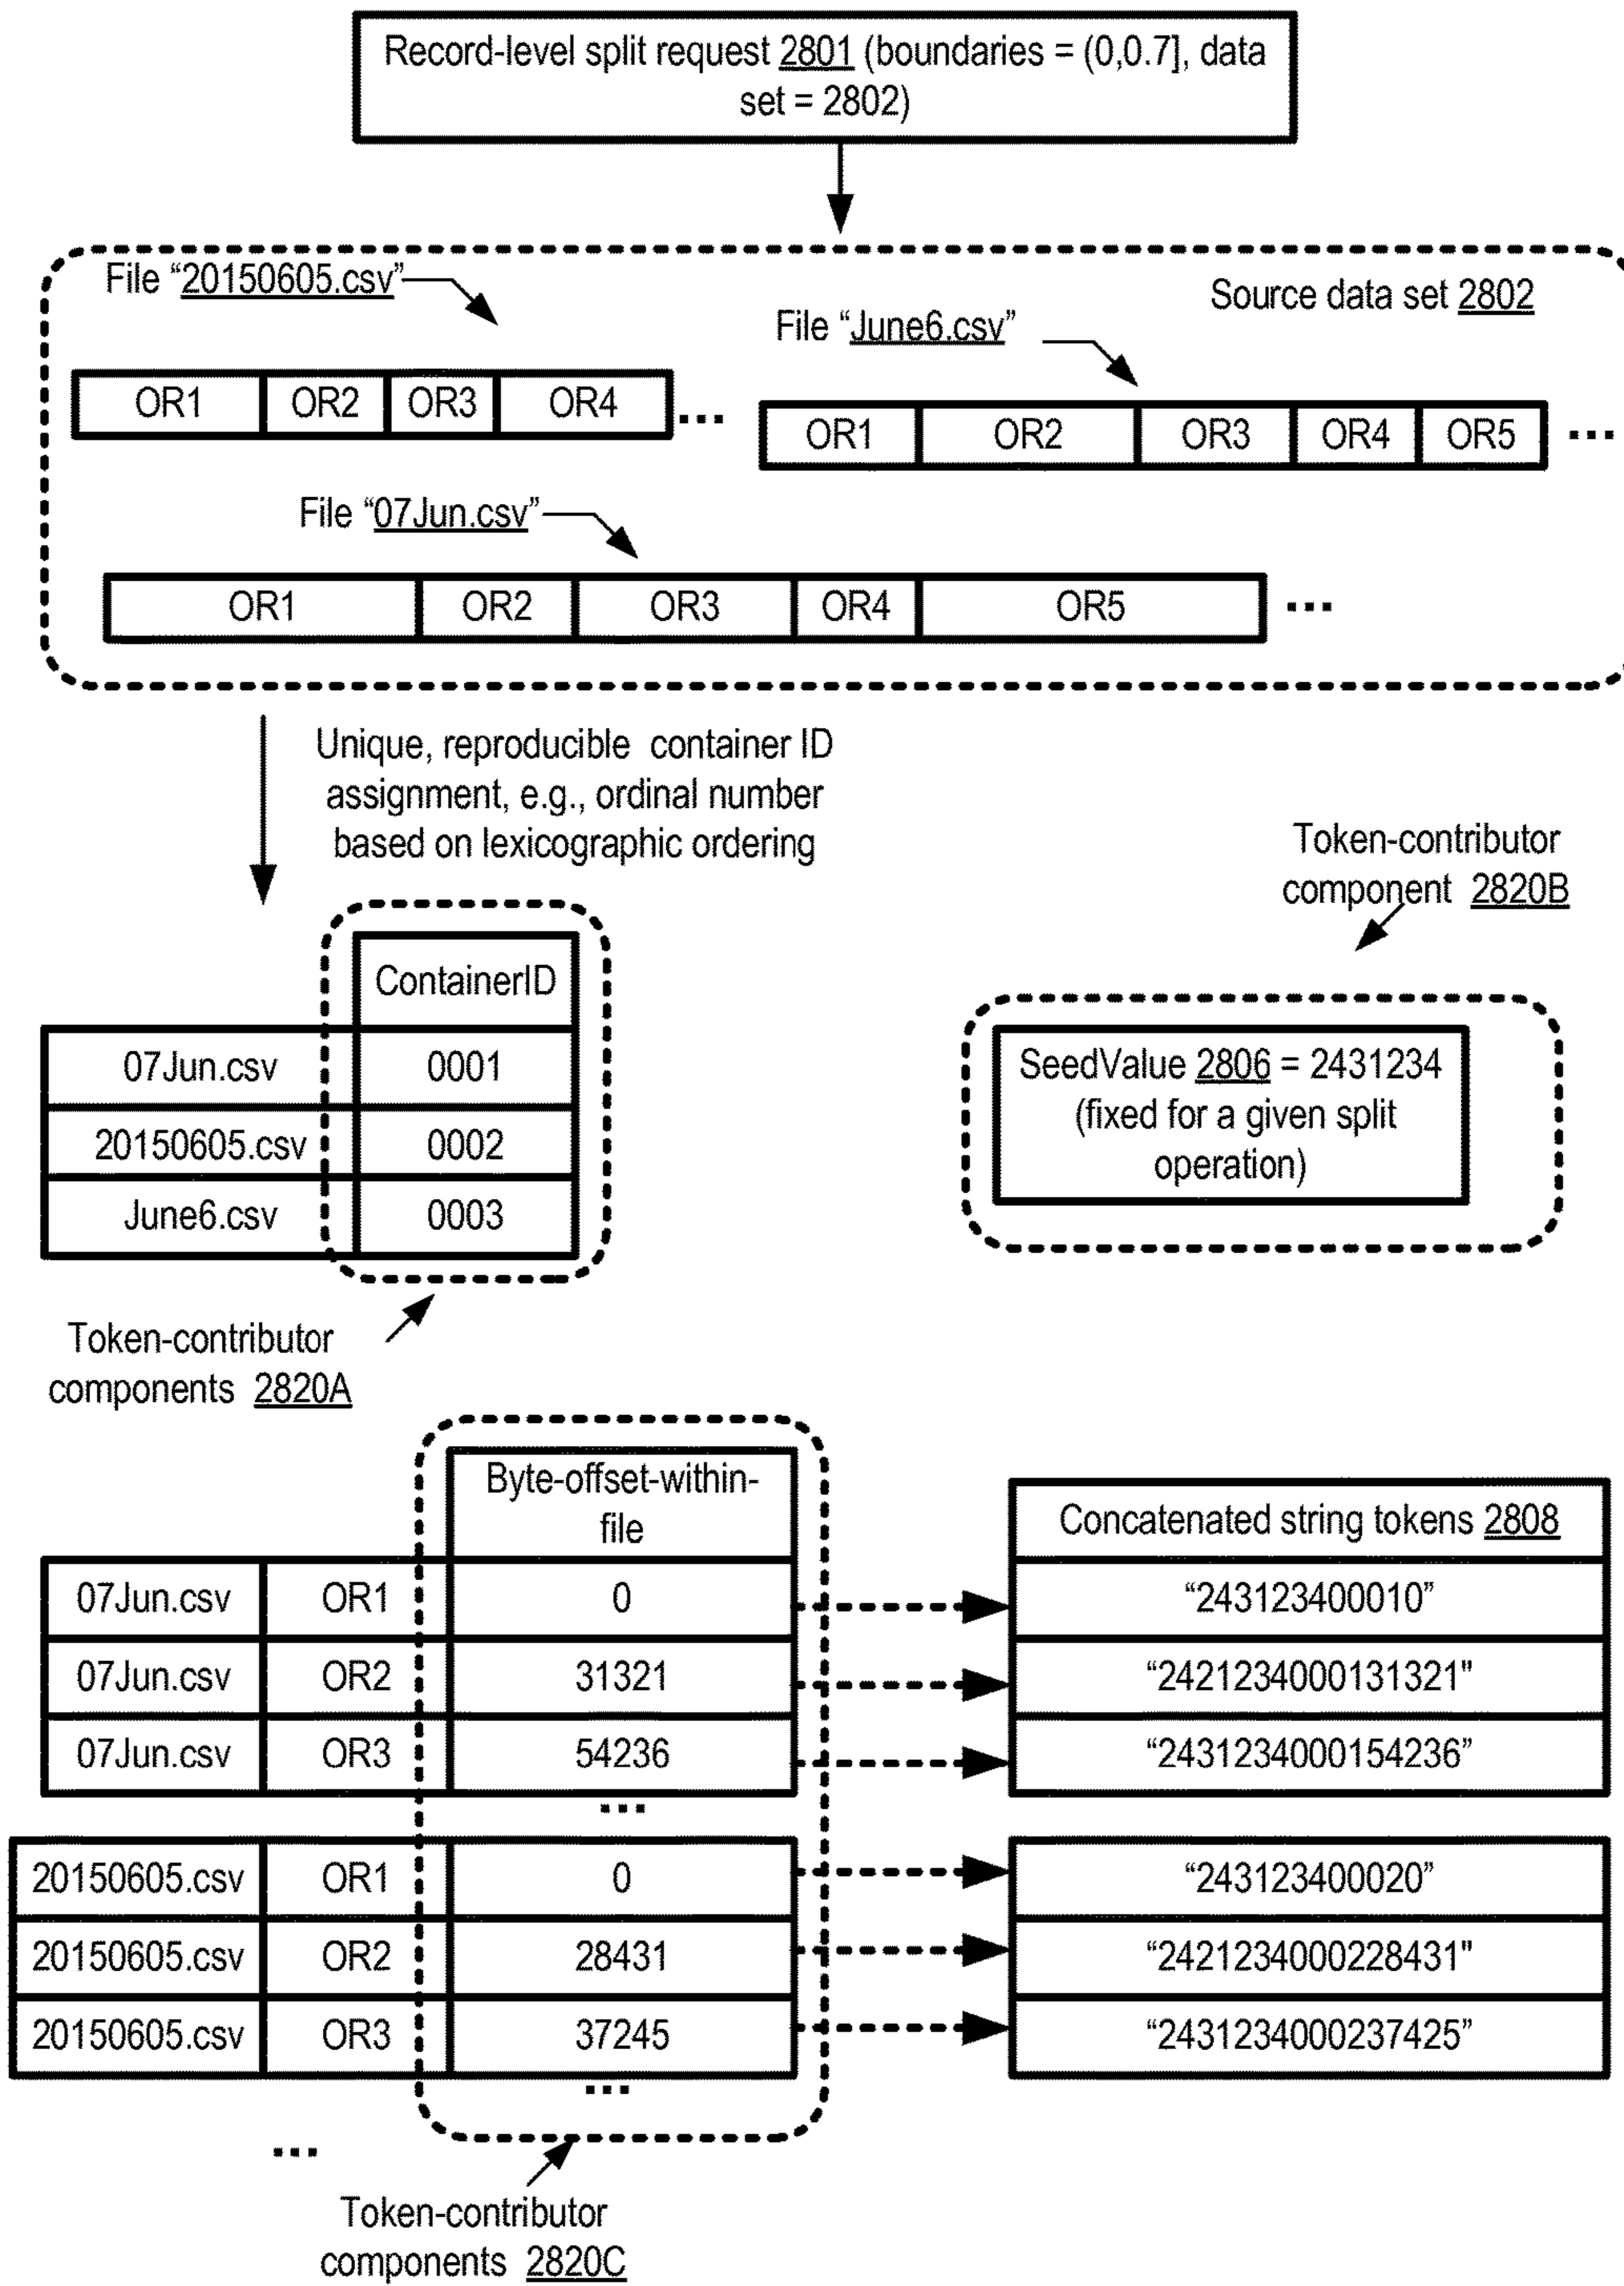 Record-level split request 2801 (boundaries = (0,0.7], data
set = 2802)
File “20150605.csv”
Source data set 2802
File “June6.csv”
OR1 OR2 OR3 OR4 ...
OR1 OR2 OR3 OR4 OR5 ...
File “07Jun.csv”
OR1 OR2 OR3 OR4 OR5 ...
Unique, reproducible container ID
assignment, e.g., ordinal number
based on lexicographic ordering
Token-contributor
component 2820B
ContainerID
07Jun.csv 0001
20150605.csv 0002
June6.csv 0003
SeedValue 2806 = 2431234
(fixed for a given split
operation)
Token-contributor
components 2820A
Byte-offset-within-
file
Concatenated string tokens 2808
07Jun.csv OR1 0 “243123400010”
07Jun.csv OR2 31321 “2421234000131321"
07Jun.csv OR3 54236 “2431234000154236”
...
20150605.csv OR1 0 “243123400020”
20150605.csv OR2 28431 “2421234000228431"
20150605.csv OR3 37245 “2431234000237425”
...
...
Token-contributor
components 2820C